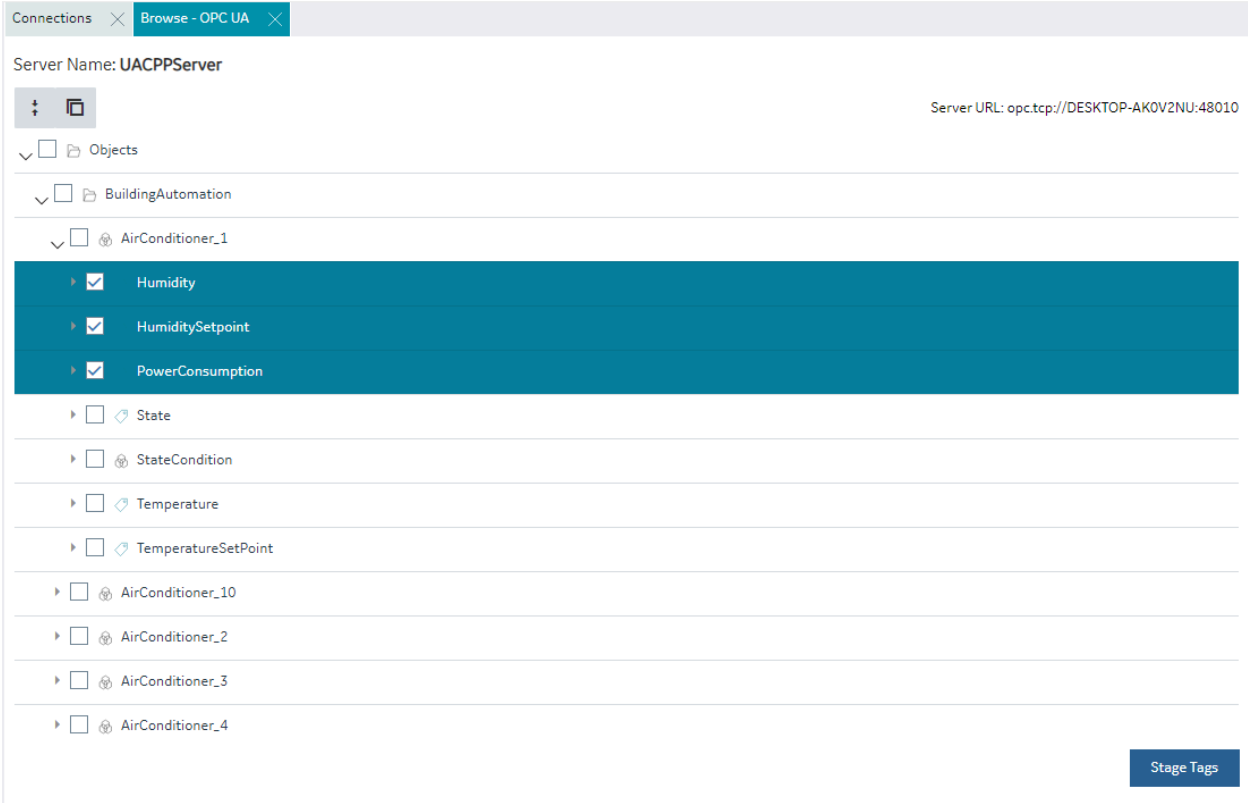 Connections Browse - OPC UA
Server Name: UACPPServer
Server URL: opc.tcp://DESKTOP-AK0V2NU:48010
Objects
BuildingAutomation
AirConditioner_1
Humidity
HumiditySetpoint
PowerConsumption
State
StateCondition
Temperature
TemperatureSetPoint
AirConditioner_10
AirConditioner_2
AirConditioner_3
AirConditioner_4
Stage Tags